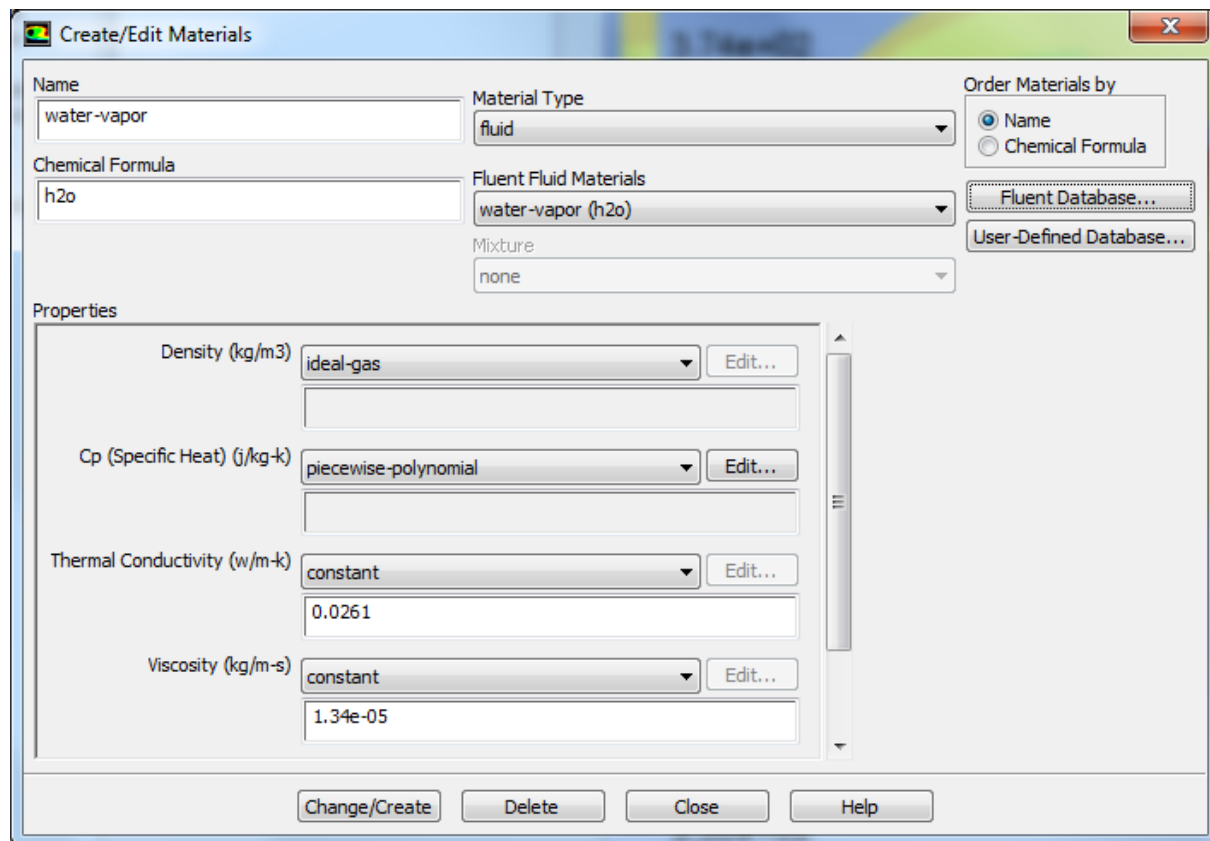 Create/Edit Materials
3.74e+02
Name
water-vapor
Chemical Formula
h2o
Material Type
fluid
Fluent Fluid Materials
water-vapor (h2o)
Mixture
none
Order Materials by
Name
Chemical Formula
Fluent Database...
User-Defined Database...
Properties
Density (kg/m3)
ideal-gas
Edit...
Cp (Specific Heat) (j/kg-k)
piecewise-polynomial
Edit...
Thermal Conductivity (w/m-k)
constant
Edit...
0.0261
Viscosity (kg/m-s)
constant
Edit...
1.34e-05
Change/Create
Delete
Close
Help